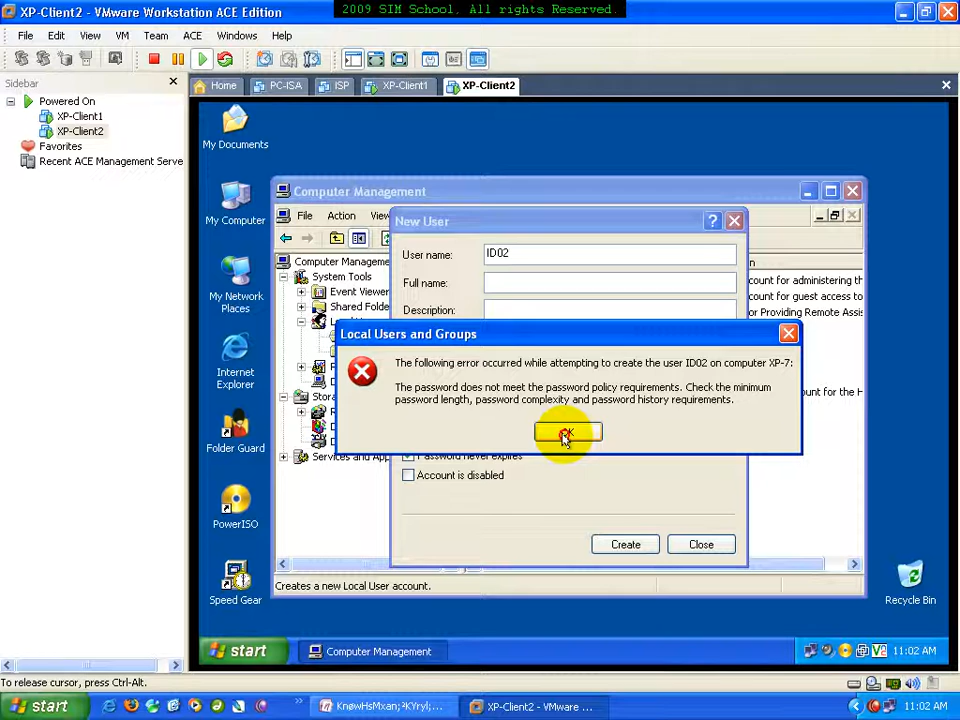 XP-Client2 - VMware Workstation ACE Edition
2009 SIM School. All rights Reserved.
File Edit View VM Team ACE Windows Help
Sidebar
Home PC-ISA ISP XP-Client1 XP-Client2
Powered On
XP-Client1
XP-Client2
Favorites
Recent ACE Management Serve
My Documents
My Computer
My Network
Places
Internet
Explorer
Folder Guard
PowerISO
Speed Gear
Recycle Bin
Computer Management
File Action
New User
User name: ID02
Full name:
Description:
Computer Manageme
System Tools
Event Viewer
Shared Folde
count for administering th
count for guest access to
r Providing Remote Assis
count for the H
Local Users and Groups
The following error occurred while attempting to create the user ID02 on computer XP-7:
The password does not meet the password policy requirements. Check the minimum
password length, password complexity and password history requirements.
Password never expires
Account is disabled
Stora
Services and App
Create Close
Creates a new Local User account.
start Computer Management 11:02 AM
To release cursor, press Ctrl-Alt.
start XP-Client2 - VMware ... 11:02 AM